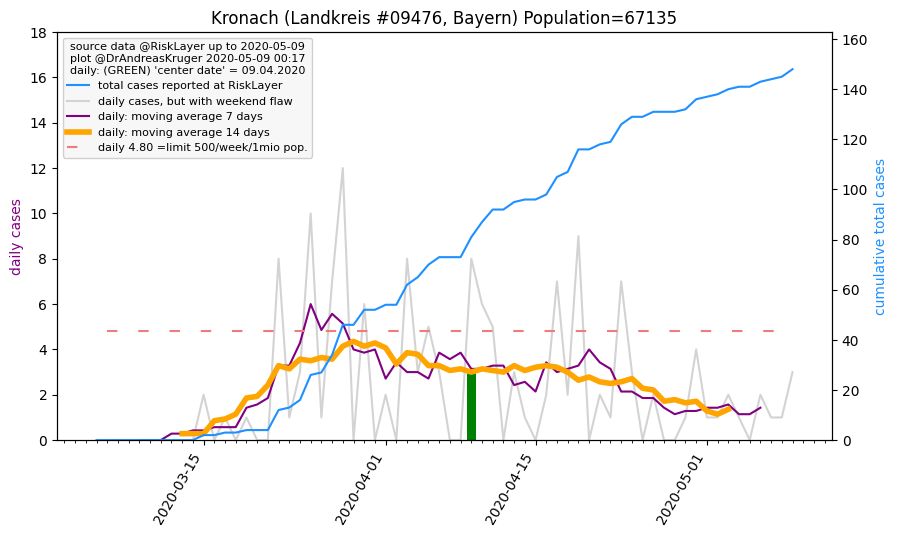 Kronach (Landkreis #09476, Bayern) Population=67135
source data @RiskLayer up to 2020-05-09
plot @DrAndreasKruger 2020-05-09 00:17
daily: (GREEN) 'center date' = 09.04.2020
total cases reported at RiskLayer
daily cases, but with weekend flaw
daily: moving average 7 days
daily: moving average 14 days
daily 4.80 =limit 500/week/1mio pop.
daily cases
18
16
14
12
10
8
6
4
2
0
160
140
120
100
80
60
40
20
0
cumulative total cases
2020-03-15
2020-04-01
2020-04-15
2020-05-01